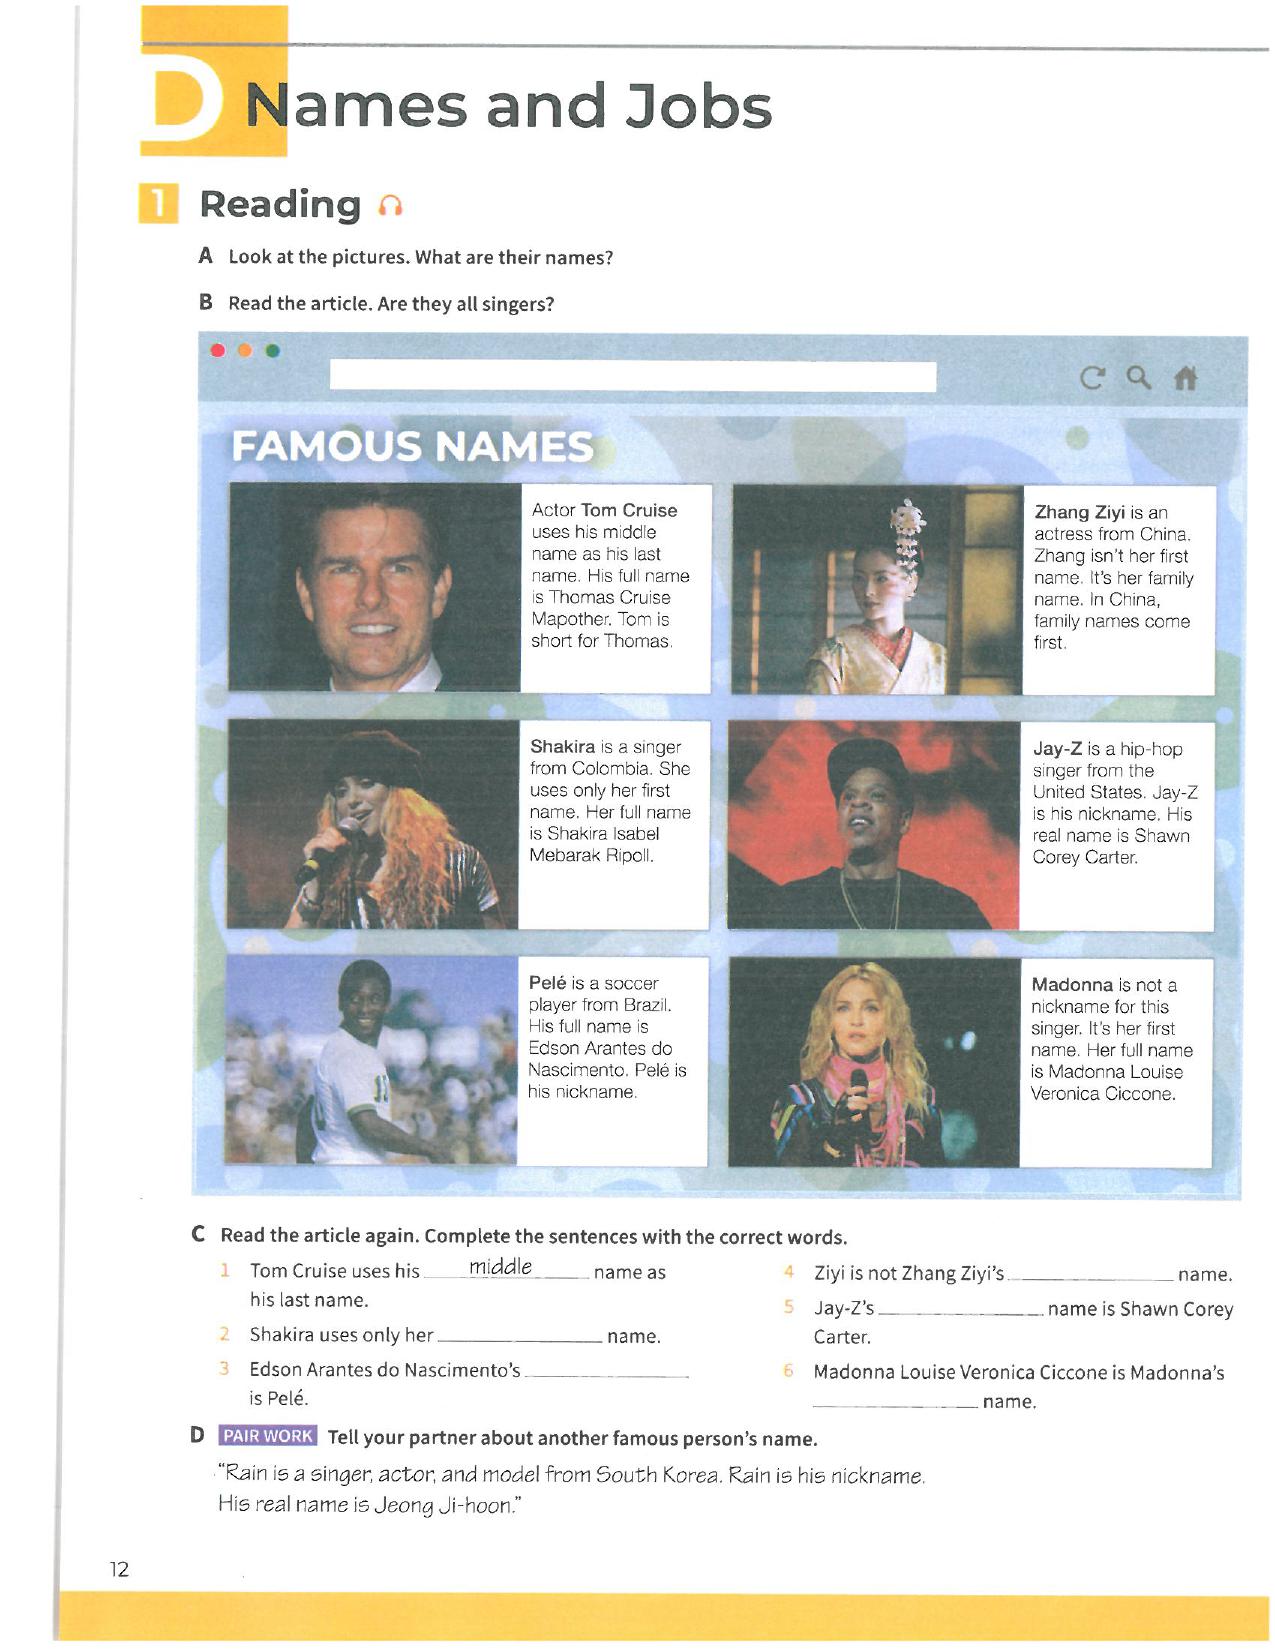 D Names and Jobs
1 Reading
A Look at the pictures. What are their names?
B Read the article. Are they all singers?
FAMOUS NAMES
Actor Tom Cruise
uses his middle
name as his last
name. His full name
is Thomas Cruise
Mapother. Tom is
short for Thomas.
Zhang Ziyi is an
actress from China.
Zhang isn't her first
name. It's her family
name. In China,
family names come
first.
Shakira is a singer
from Colombia. She
uses only her first
name. Her full name
is Shakira Isabel
Mebarak Ripoll.
Jay-Z is a hip-hop
singer from the
United States. Jay-Z
is his nickname. His
real name is Shawn
Corey Carter.
Pelé is a soccer
player from Brazil.
His full name is
Edson Arantes do
Nascimento. Pelé is
his nickname.
Madonna is not a
nickname for this
singer. It's her first
name. Her full name
is Madonna Louise
Veronica Ciccone.
C Read the article again. Complete the sentences with the correct words.
1 Tom Cruise uses his middle name as
his last name.
2 Shakira uses only her ______ name.
3 Edson Arantes do Nascimento's ______
is Pelé.
4 Ziyi is not Zhang Ziyi's ______ name.
5 Jay-Z's ______ name is Shawn Corey
Carter.
6 Madonna Louise Veronica Ciccone is Madonna's
______ name.
D PAIR WORK Tell your partner about another famous person's name.
"Rain is a singer, actor, and model from South Korea. Rain is his nickname.
His real name is Jeong Ji-hoon."
12